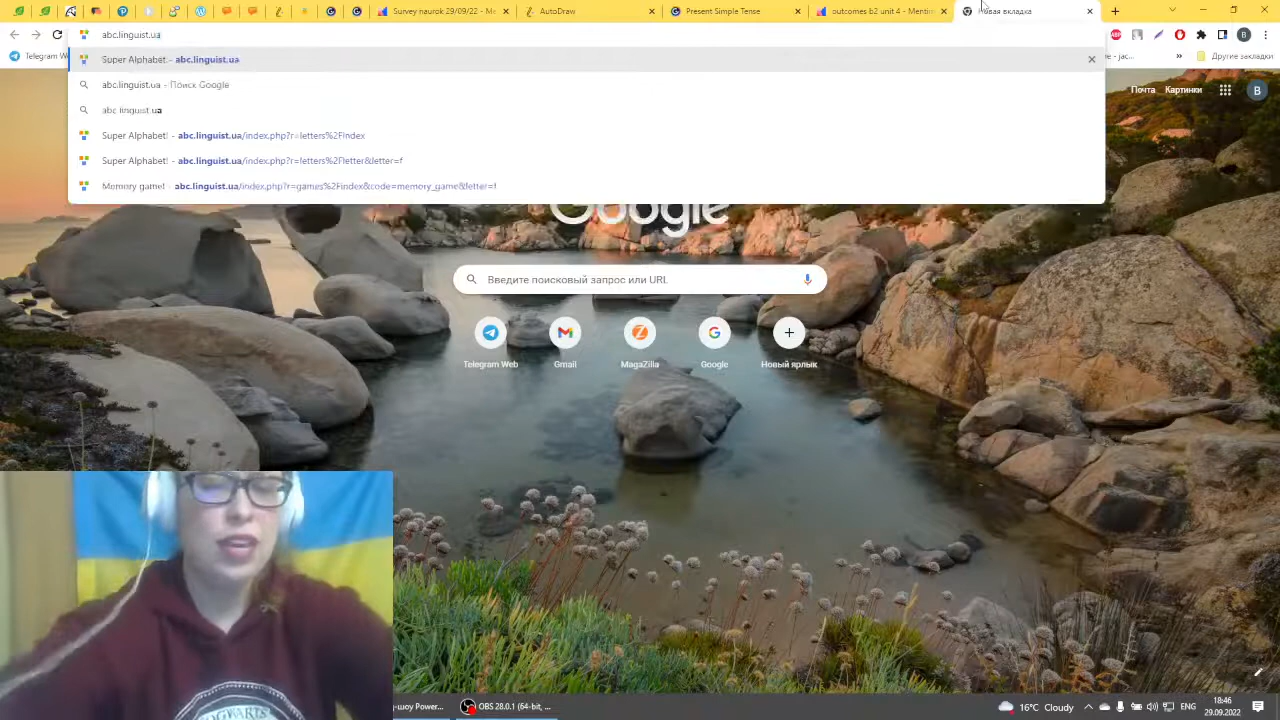 Survey naurok 29/09/22 - Me
AutoDraw
Present Simple Tense
outcomes b2 unit 4 - Mentim
Новая вкладка
abc.linguist.ua
Telegram We
Super Alphabet! - abc.linguist.ua
- jac...
»
Другие закладки
abc.linguist.ua - Поиск Google
Почта Картинки
B
abc linguist ua
Super Alphabet! - abc.linguist.ua/index.php?r=letters%2Findex
Super Alphabet! - abc.linguist.ua/index.php?r=letters%2Fletter&letter=f
Memory game! - abc.linguist.ua/index.php?r=games%2Findex&code=memory_game&letter=f
Google
Введите поисковый запрос или URL
Telegram Web
Gmail
MagaZilla
Google
Новый ярлык
HOGWARTS
g-шоу Power...
OBS 28.0.1 (64-bit, ...
16°C Cloudy
ENG
18:46
29.09.2022